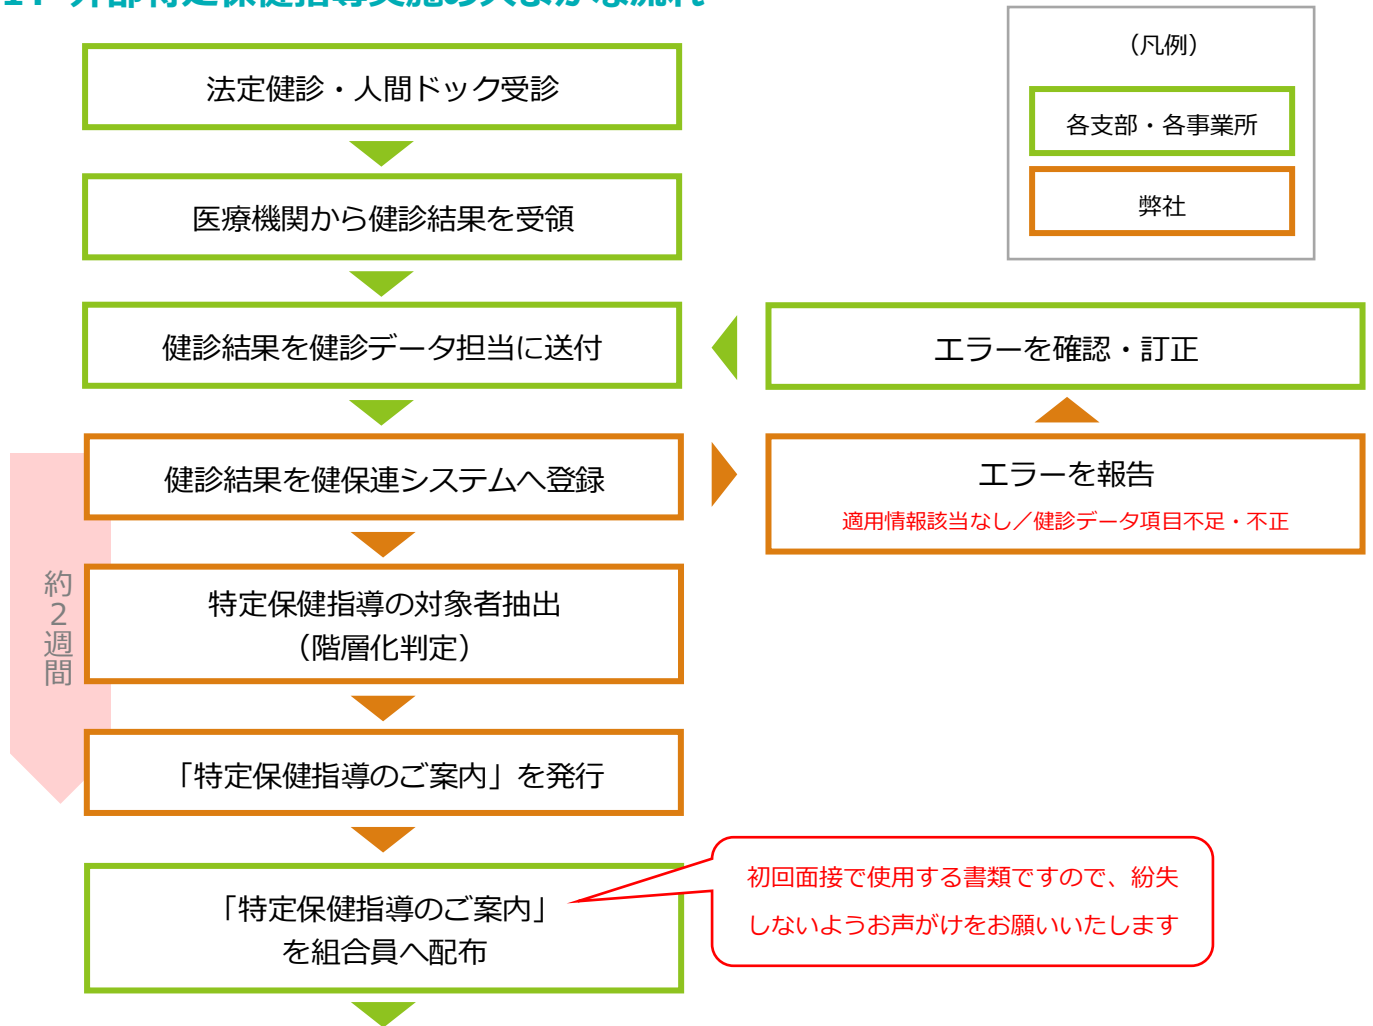 法定健診・人間ドック受診
医療機関から健診結果を受領
健診結果を健診データ担当に送付
健診結果を健保連システムへ登録
特定保健指導の対象者抽出
（階層化判定）
「特定保健指導のご案内」を発行
「特定保健指導のご案内」
を組合員へ配布
約2週間
（凡例）
各支部・各事業所
弊社
エラーを確認・訂正
エラーを報告
適用情報該当なし／健診データ項目不足・不正
初回面接で使用する書類ですので、紛失
しないようお声がけをお願いいたします